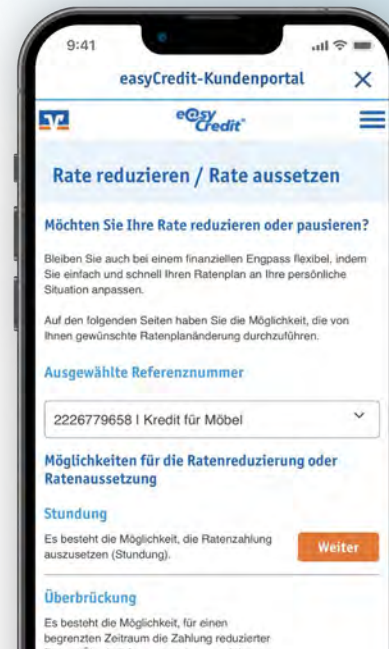 9:41
easyCredit-Kundenportal
easyCredit
Rate reduzieren / Rate aussetzen
Möchten Sie Ihre Rate reduzieren oder pausieren?
Bleiben Sie auch bei einem finanziellen Engpass flexibel, indem
Sie einfach und schnell Ihren Ratenplan an Ihre persönliche
Situation anpassen.
Auf den folgenden Seiten haben Sie die Möglichkeit, die von
Ihnen gewünschte Ratenplanänderung durchzuführen.
Ausgewählte Referenznummer
2226779658 | Kredit für Möbel
Möglichkeiten für die Ratenreduzierung oder
Ratenaussetzung
Stundung
Es besteht die Möglichkeit, die Ratenzahlung
auszusetzen (Stundung).
Weiter
Überbrückung
Es besteht die Möglichkeit, für einen
begrenzten Zeitraum die Zahlung reduzierter